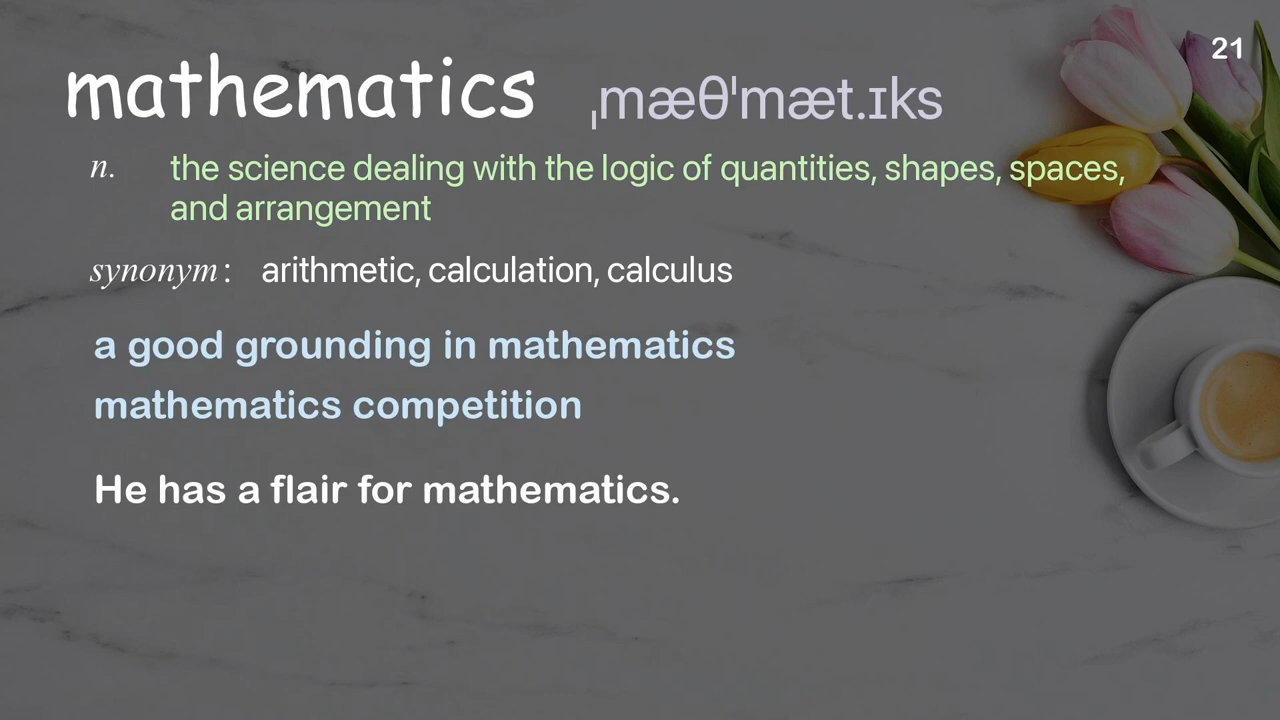 21
mathematics ˌmæθˈmæt.ɪks
n. the science dealing with the logic of quantities, shapes, spaces,
and arrangement
synonym: arithmetic, calculation, calculus
a good grounding in mathematics
mathematics competition
He has a flair for mathematics.